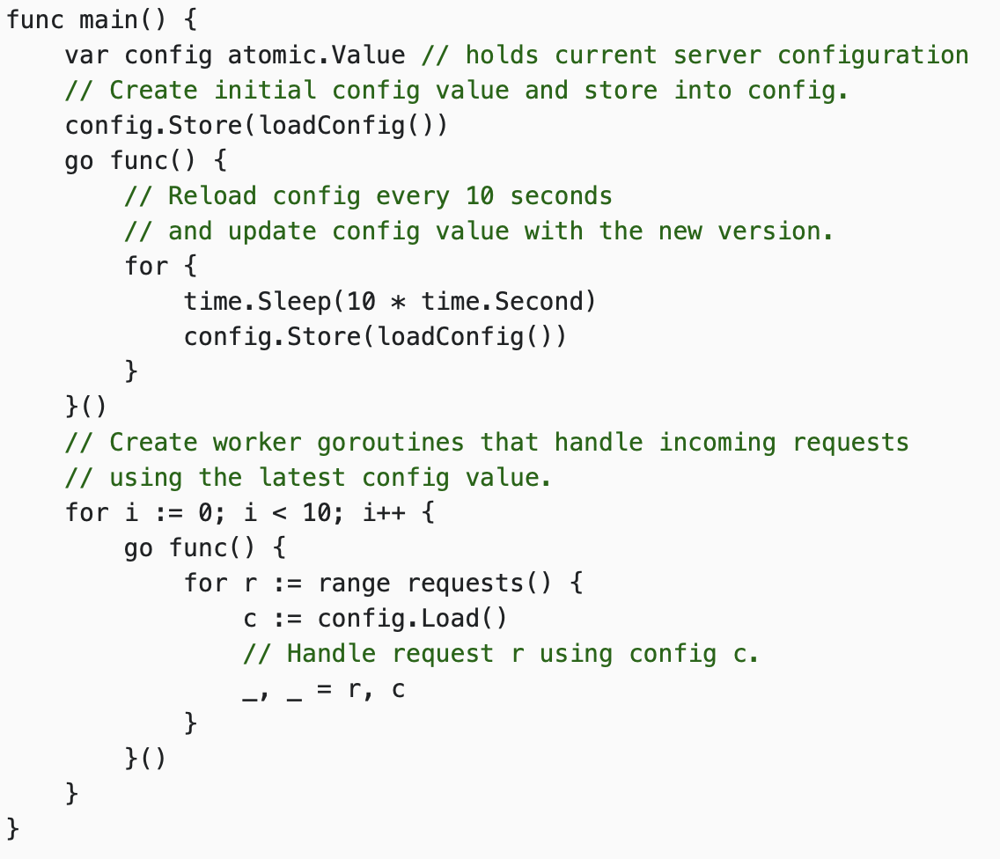 func main() {
    var config atomic.Value // holds current server configuration
    // Create initial config value and store into config.
    config.Store(loadConfig())
    go func() {
        // Reload config every 10 seconds
        // and update config value with the new version.
        for {
            time.Sleep(10 * time.Second)
            config.Store(loadConfig())
        }
    }()
    // Create worker goroutines that handle incoming requests
    // using the latest config value.
    for i := 0; i < 10; i++ {
        go func() {
            for r := range requests() {
                c := config.Load()
                // Handle request r using config c.
                _, _ = r, c
            }
        }()
    }
}